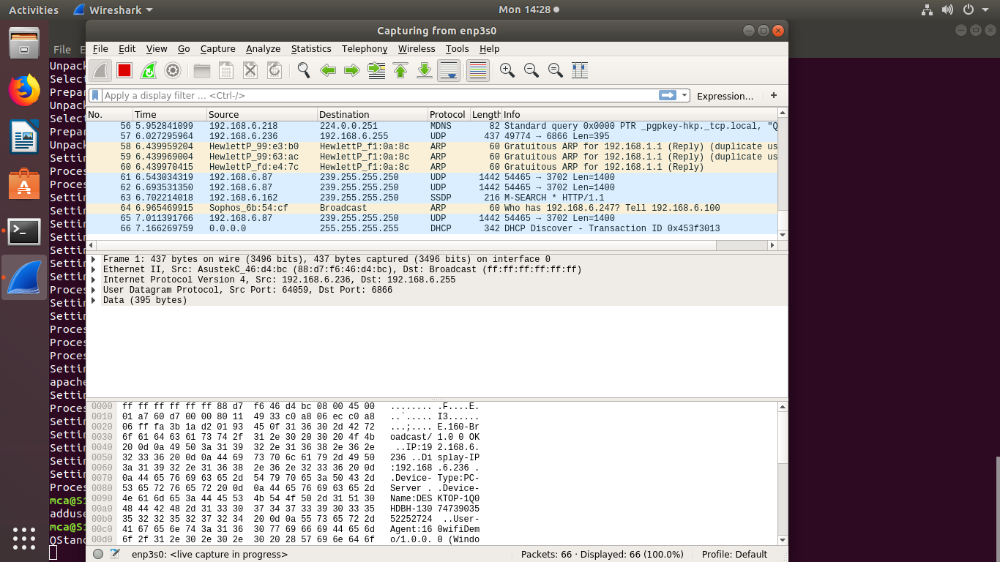 Activities Wireshark Mon 14:28
Capturing from enp3s0
File
File Edit View Go Capture Analyze Statistics Telephony Wireless Tools Help
Apply a display filter … <Ctrl-/> Expression… +
No. Time Source Destination Protocol Length Info
56 5.952841099 192.168.6.218 224.0.0.251 MDNS 82 Standard query 0x0000 PTR _pgpkey-hkp._tcp.local, "Q
57 6.027295964 192.168.6.236 192.168.6.255 UDP 437 49774 → 6866 Len=395
58 6.439959204 HewlettP_99:e3:b0 HewlettP_f1:0a:8c ARP 60 Gratuitous ARP for 192.168.1.1 (Reply) (duplicate us
59 6.439969004 HewlettP_99:63:ac HewlettP_f1:0a:8c ARP 60 Gratuitous ARP for 192.168.1.1 (Reply) (duplicate us
60 6.439970415 HewlettP_fd:e4:7c HewlettP_f1:0a:8c ARP 60 Gratuitous ARP for 192.168.1.1 (Reply)
61 6.543034319 192.168.6.87 239.255.255.250 UDP 1442 54465 → 3702 Len=1400
62 6.693531350 192.168.6.87 239.255.255.250 UDP 1442 54465 → 3702 Len=1400
63 6.702214018 192.168.6.162 239.255.255.250 SSDP 216 M-SEARCH * HTTP/1.1
64 6.965469915 Sophos_6b:54:cf Broadcast ARP 60 Who has 192.168.6.247? Tell 192.168.6.100
65 7.011391766 192.168.6.87 239.255.255.250 UDP 1442 54465 → 3702 Len=1400
66 7.166269759 0.0.0.0 255.255.255.255 DHCP 342 DHCP Discover - Transaction ID 0x453f3013
Frame 1: 437 bytes on wire (3496 bits), 437 bytes captured (3496 bits) on interface 0
Ethernet II, Src: AsustekC_46:d4:bc (88:d7:f6:46:d4:bc), Dst: Broadcast (ff:ff:ff:ff:ff:ff)
Internet Protocol Version 4, Src: 192.168.6.236, Dst: 192.168.6.255
User Datagram Protocol, Src Port: 64059, Dst Port: 6866
Data (395 bytes)
0000 ff ff ff ff ff ff 88 d7 f6 46 d4 bc 08 00 45 00 ........ .F....E.
0010 01 a7 60 d7 00 00 80 11 49 33 c0 a8 06 ec c0 a8 ..`..... I3......
0020 06 ff fa 3b 1a d2 01 93 45 0f 31 36 30 2d 42 72 ...;.... E.160-Br
0030 6f 61 64 63 61 73 74 2f 31 2e 30 20 30 20 4f 4b oadcast/ 1.0 0 OK
0040 20 0d 0a 49 50 3a 31 39 32 2e 31 36 38 2e 36 2e ..IP:19 2.168.6.
0050 32 33 36 20 0d 0a 44 69 73 70 6c 61 79 2d 49 50 236 ..Di splay-IP
0060 3a 31 39 32 2e 31 36 38 2e 36 2e 32 33 36 20 0d :192.168 .6.236 .
0070 0a 44 65 76 69 63 65 2d 54 79 70 65 3a 50 43 2d .Device- Type:PC-
0080 53 65 72 76 65 72 20 0d 0a 44 65 76 69 63 65 2d Server . .Device-
0090 4e 61 6d 65 3a 44 45 53 4b 54 4f 50 2d 31 51 30 Name:DES KTOP-1Q0
00a0 48 44 42 48 2d 31 33 30 37 34 37 33 39 30 33 35 HDBH-130 74739035
00b0 35 32 32 35 32 37 32 34 20 0d 0a 55 73 65 72 2d 52252724 ..User-
00c0 41 67 65 6e 74 3a 31 36 30 77 69 66 69 44 65 6d Agent:16 0wifiDem
00d0 6f 2f 31 2e 30 2e 30 2e 30 20 28 57 69 6e 64 6f o/1.0.0. 0 (Windo
enp3s0: <live capture in progress> Packets: 66 · Displayed: 66 (100.0%) Profile: Default
Unpack
Select
Prepar
Unpack
Select
Prepar
Unpack
Settin
Proces
Proces
Settin
Settin
Settin
Settin
Settin
Settin
Settin
Proces
Settin
Settin
Proces
Proces
Proces
Settin
apache
Settin
Proces
Settin
Settin
Settin
Settin
Settin
Proces
mca@S1
adduse
mca@S1
QStand